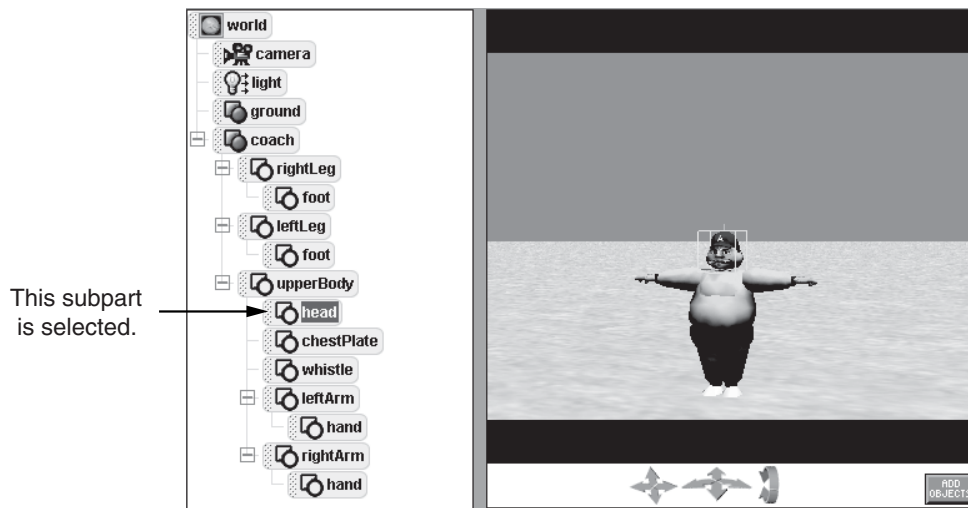 world
camera
light
ground
coach
rightLeg
foot
leftLeg
foot
upperBody
This subpart
is selected.
head
chestPlate
whistle
leftArm
hand
rightArm
hand
A
ADD
OBJECTS